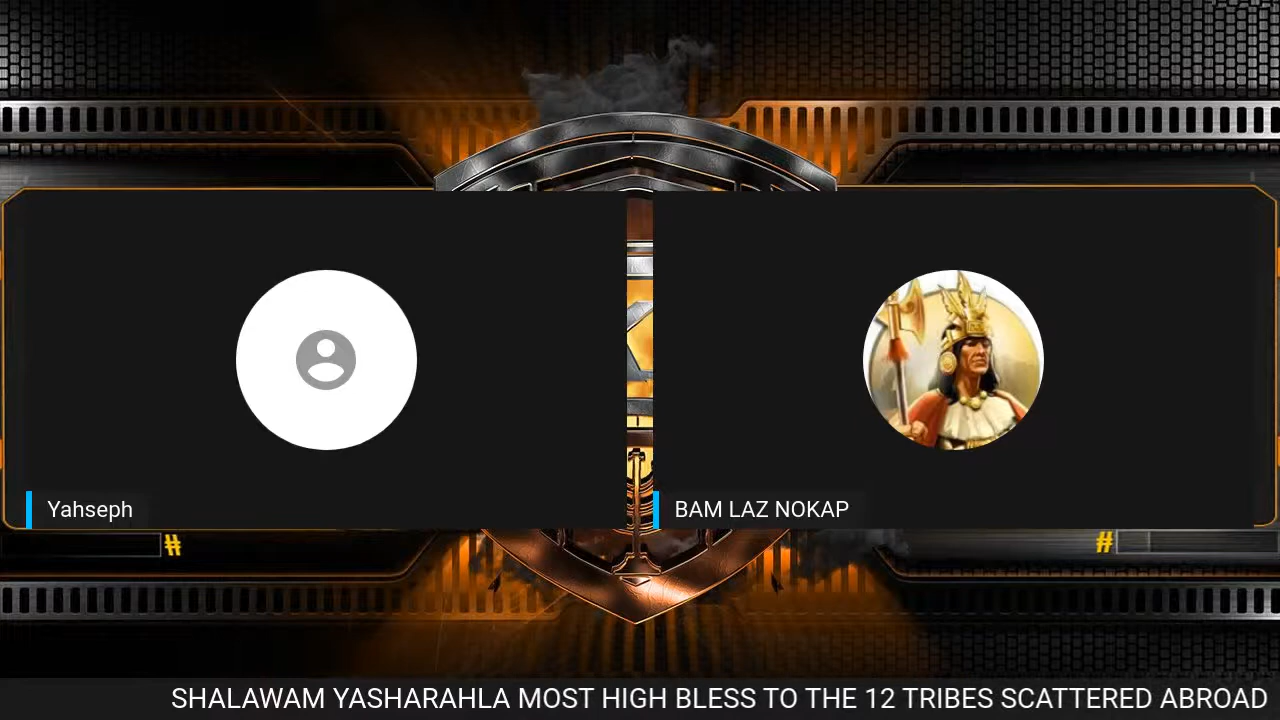 Yahseph
BAM LAZ NOKAP
#
#
SHALAWAM YASHARAHLA MOST HIGH BLESS TO THE 12 TRIBES SCATTERED ABROAD